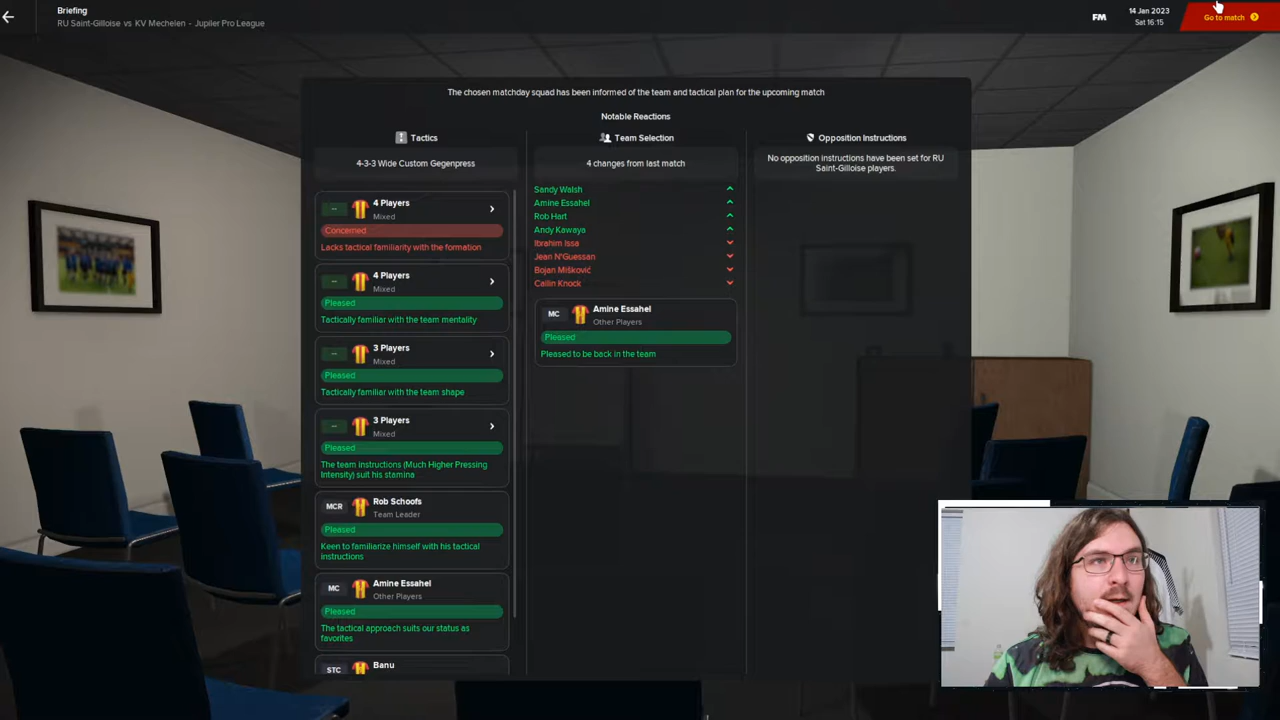 Briefing
RU Saint-Gilloise vs KV Mechelen - Jupiler Pro League
FM
14 Jan 2023
Sat 16:15
Go to match
The chosen matchday squad has been informed of the team and tactical plan for the upcoming match
Notable Reactions
Tactics
4-3-3 Wide Custom Gegenpress
-- 4 Players
Mixed
Concerned
Lacks tactical familiarity with the formation
-- 4 Players
Mixed
Pleased
Tactically familiar with the team mentality
-- 3 Players
Mixed
Pleased
Tactically familiar with the team shape
-- 3 Players
Mixed
Pleased
The team instructions (Much Higher Pressing
Intensity) suit his stamina
MCR Rob Schoofs
Team Leader
Pleased
Keen to familiarize himself with his tactical
instructions
MC Amine Essahel
Other Players
Pleased
The tactical approach suits our status as
favorites
STC Banu
Team Selection
4 changes from last match
Sandy Walsh
Amine Essahel
Rob Hart
Andy Kawaya
Ibrahim Issa
Jean N'Guessan
Bojan Mišković
Cailin Knock
MC Amine Essahel
Other Players
Pleased
Pleased to be back in the team
Opposition Instructions
No opposition instructions have been set for RU
Saint-Gilloise players.